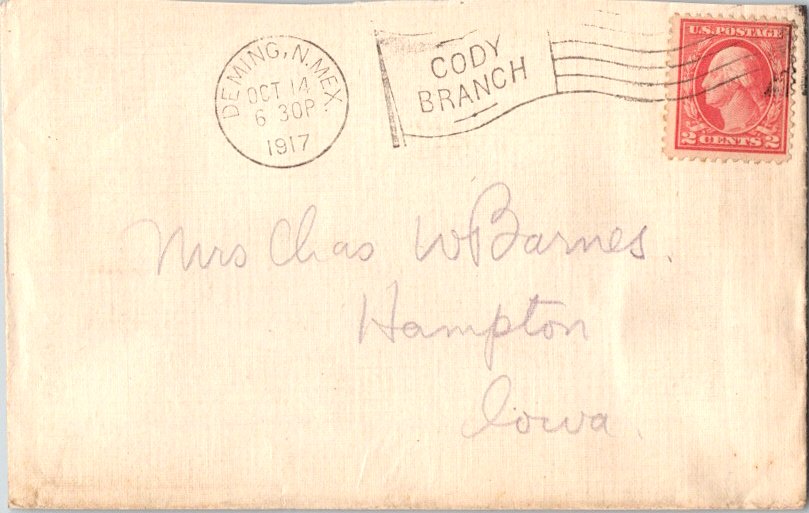 DEMING, N. MEX.
OCT 14
6 30P
1917
CODY
BRANCH
U.S. POSTAGE
2 CENTS 2
Mrs Chas W Barnes.
Hampton
Iowa.